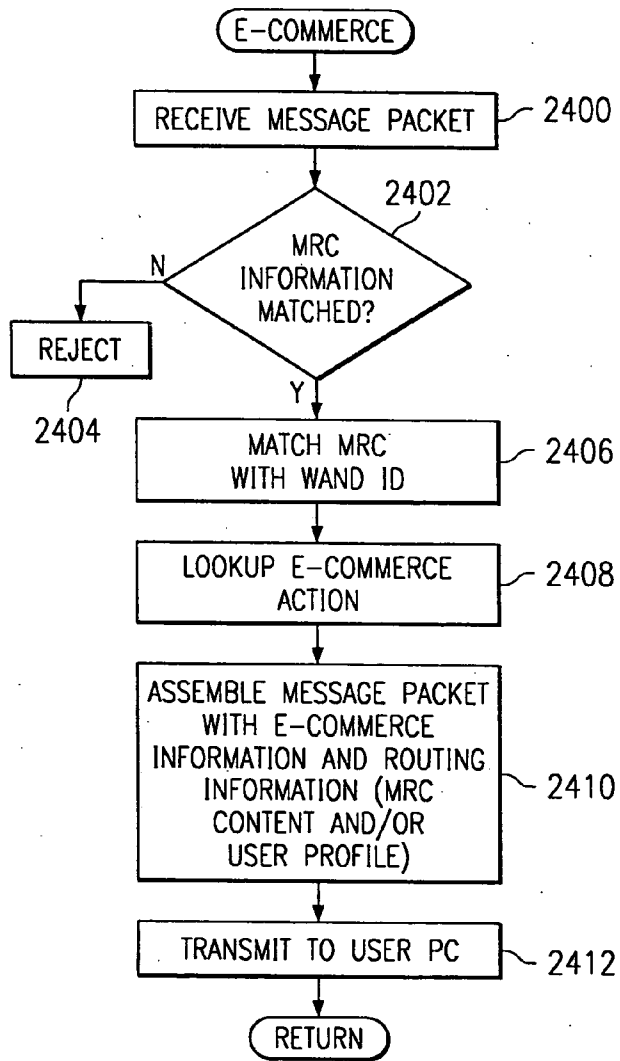 E-COMMERCE
RECEIVE MESSAGE PACKET
2400
2402
MRC
INFORMATION
MATCHED?
N
REJECT
2404
Y
MATCH MRC
WITH WAND ID
2406
LOOKUP E-COMMERCE
ACTION
2408
ASSEMBLE MESSAGE PACKET
WITH E-COMMERCE
INFORMATION AND ROUTING
INFORMATION (MRC
CONTENT AND/OR
USER PROFILE)
2410
TRANSMIT TO USER PC
2412
RETURN